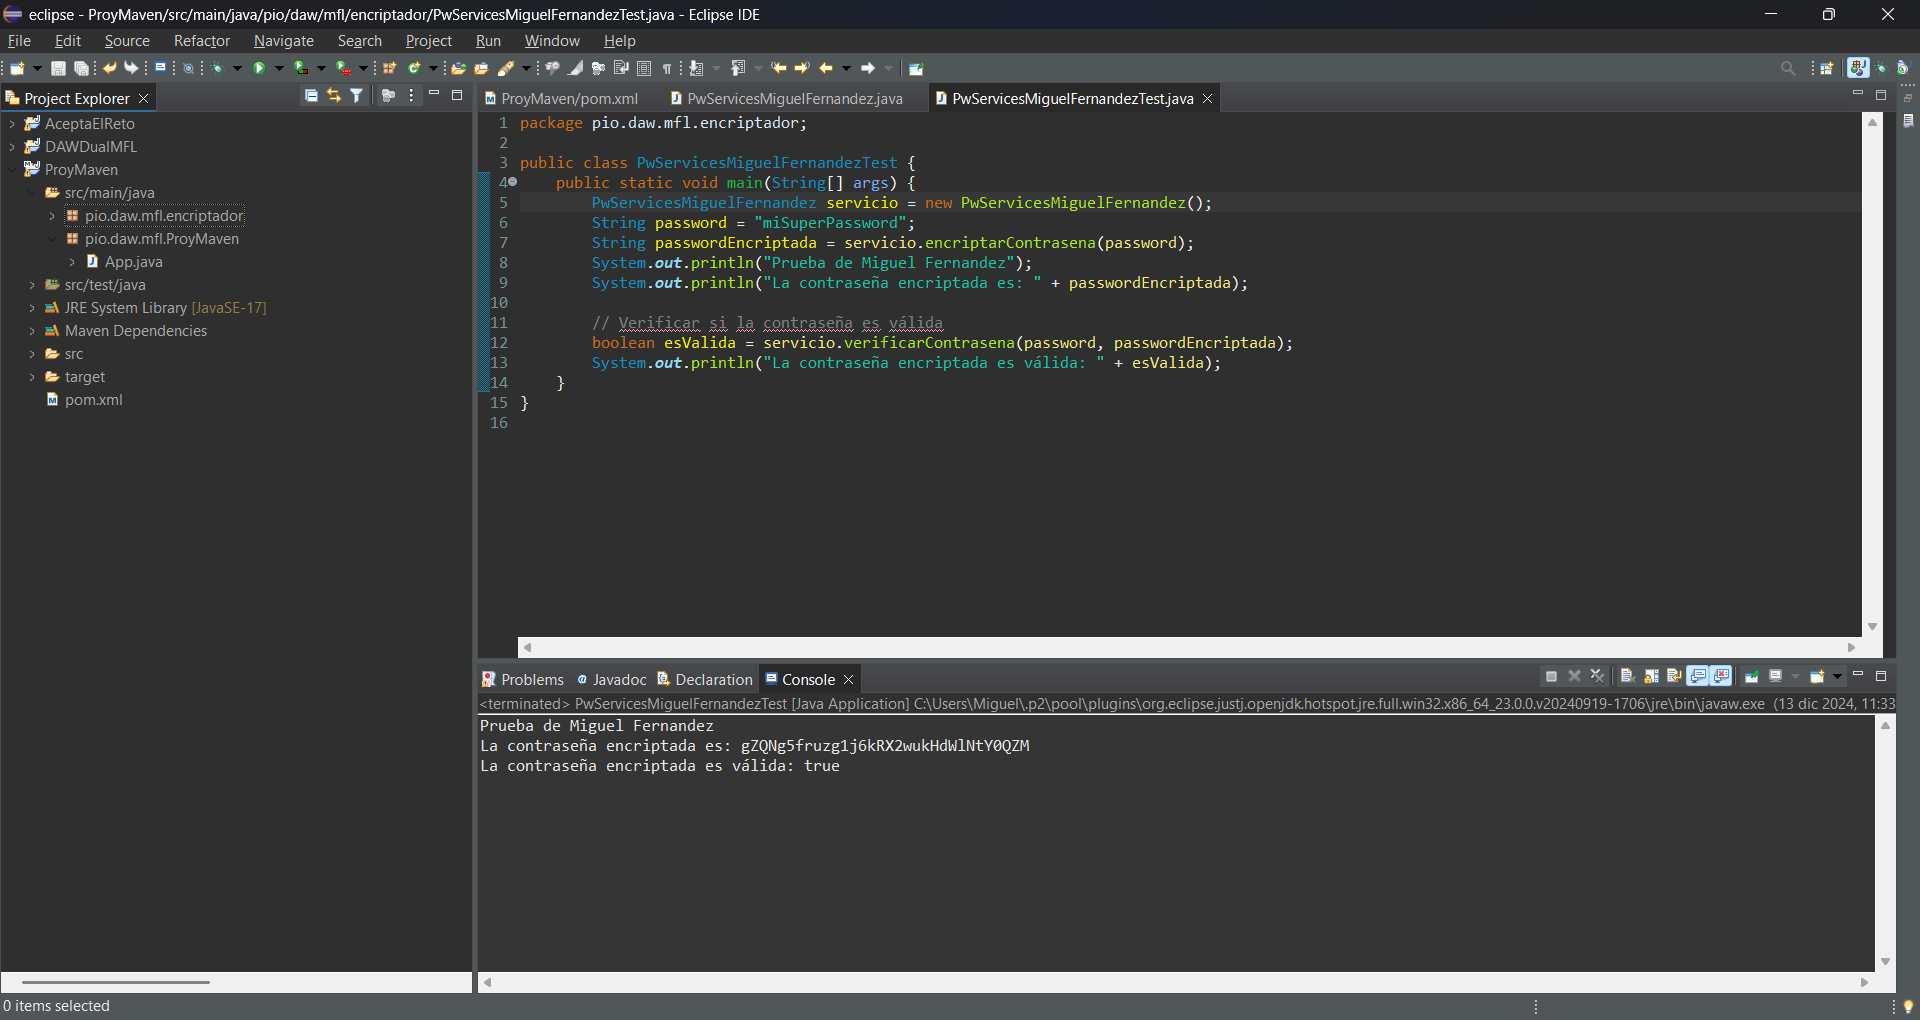 eclipse - ProyMaven/src/main/java/pio/daw/mfl/encriptador/PwServicesMiguelFernandezTest.java - Eclipse IDE
File Edit Source Refactor Navigate Search Project Run Window Help
Project Explorer
AceptaElReto
DAWDualMFL
ProyMaven
src/main/java
pio.daw.mfl.encriptador
pio.daw.mfl.ProyMaven
App.java
src/test/java
JRE System Library [JavaSE-17]
Maven Dependencies
src
target
pom.xml
ProyMaven/pom.xml PwServicesMiguelFernandez.java PwServicesMiguelFernandezTest.java
1 package pio.daw.mfl.encriptador;
2
3 public class PwServicesMiguelFernandezTest {
4 public static void main(String[] args) {
5 PwServicesMiguelFernandez servicio = new PwServicesMiguelFernandez();
6 String password = "miSuperPassword";
7 String passwordEncriptada = servicio.encriptarContrasena(password);
8 System.out.println("Prueba de Miguel Fernandez");
9 System.out.println("La contraseña encriptada es: " + passwordEncriptada);
10
11 // Verificar si la contraseña es válida
12 boolean esValida = servicio.verificarContrasena(password, passwordEncriptada);
13 System.out.println("La contraseña encriptada es válida: " + esValida);
14 }
15 }
16
Problems Javadoc Declaration Console
<terminated> PwServicesMiguelFernandezTest [Java Application] C:\Users\Miguel\.p2\pool\plugins\org.eclipse.justj.openjdk.hotspot.jre.full.win32.x86_64_23.0.0.v20240919-1706\jre\bin\javaw.exe (13 dic 2024, 11:33
Prueba de Miguel Fernandez
La contraseña encriptada es: gZQNg5fruzg1j6kRX2wukHdWlNtY0QZM
La contraseña encriptada es válida: true
0 items selected